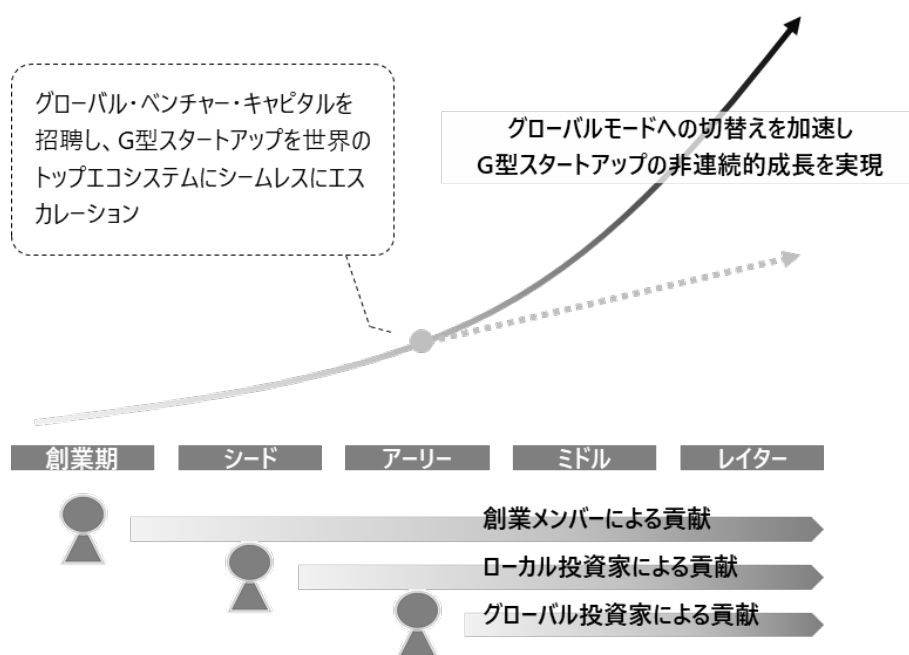 グローバル・ベンチャー・キャピタルを
招聘し、G型スタートアップを世界の
トップエコシステムにシームレスにエス
カレーション
グローバルモードへの切替えを加速し
G型スタートアップの非連続的成長を実現
創業期
シード
アーリー
ミドル
レイター
創業メンバーによる貢献
ローカル投資家による貢献
グローバル投資家による貢献